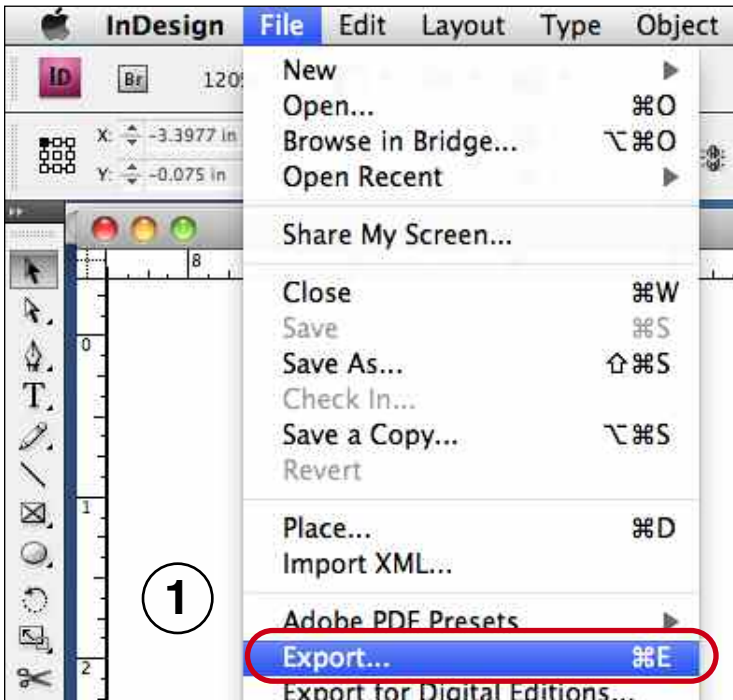 InDesign File Edit Layout Type Object
ID Br 120
X: -3.3977 in
Y: -0.075 in
New
Open... ⌘O
Browse in Bridge... ⌥⌘O
Open Recent
Share My Screen...
8
Close ⌘W
Save ⌘S
0
Save As... ⇧⌘S
Check In...
T
Save a Copy... ⌥⌘S
Revert
1
Place... ⌘D
Import XML...
1
Adobe PDF Presets
Export... ⌘E
2
Export for Digital Editions...